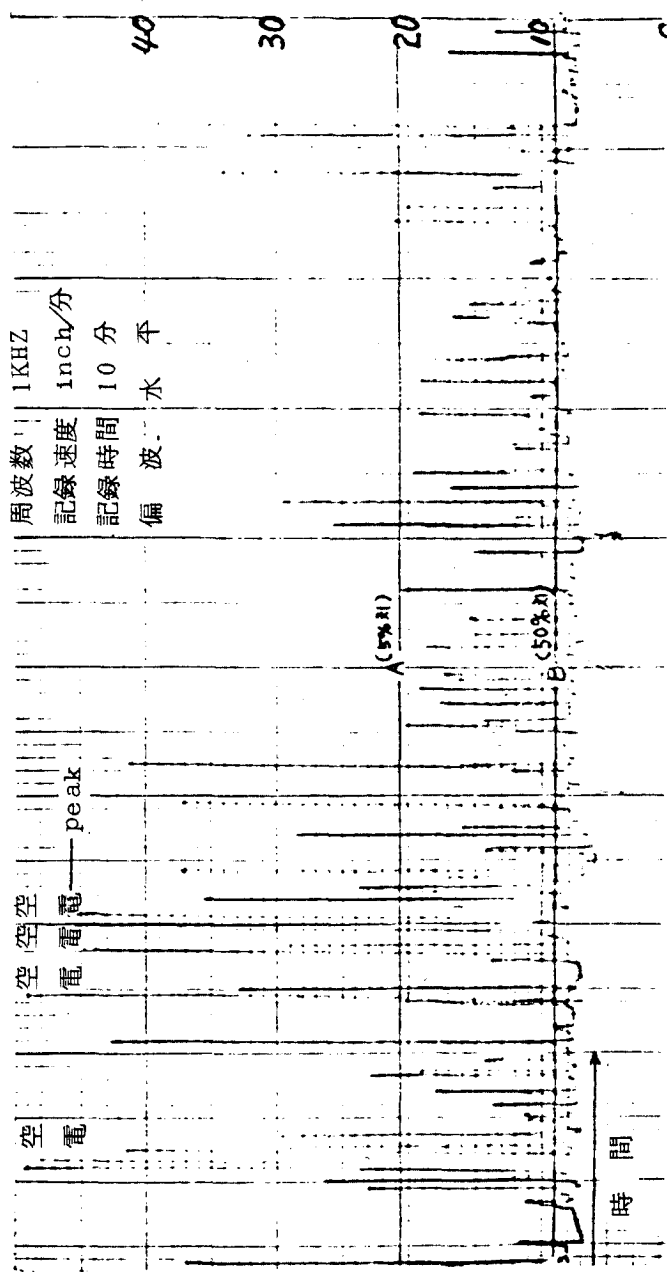 周波数 1KHZ
記録速度 inch/分
記録時間 10 分
偏 波 水 平
40
30
20
10
空電
空電
空電
空電
peak
A (5%
B (50%
時間